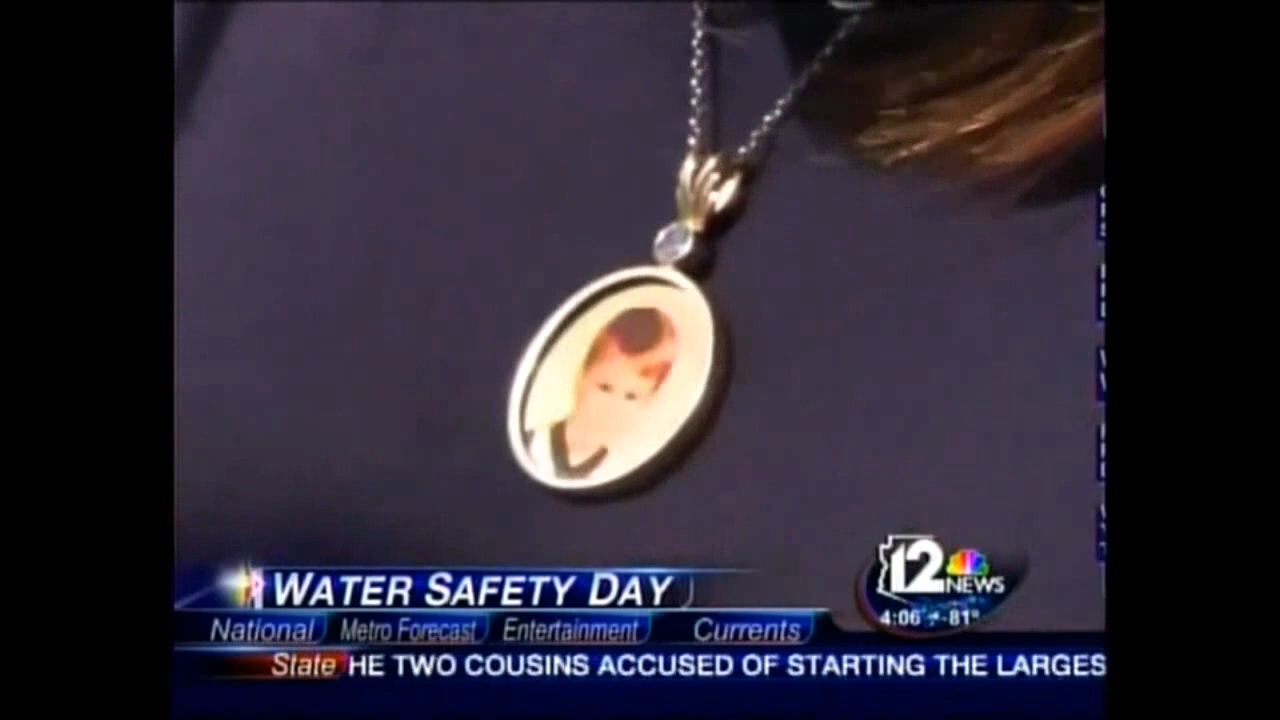 WATER SAFETY DAY
12
NEWS
4:06 81°
National Metro Forecast Entertainment Currents
State HE TWO COUSINS ACCUSED OF STARTING THE LARGES